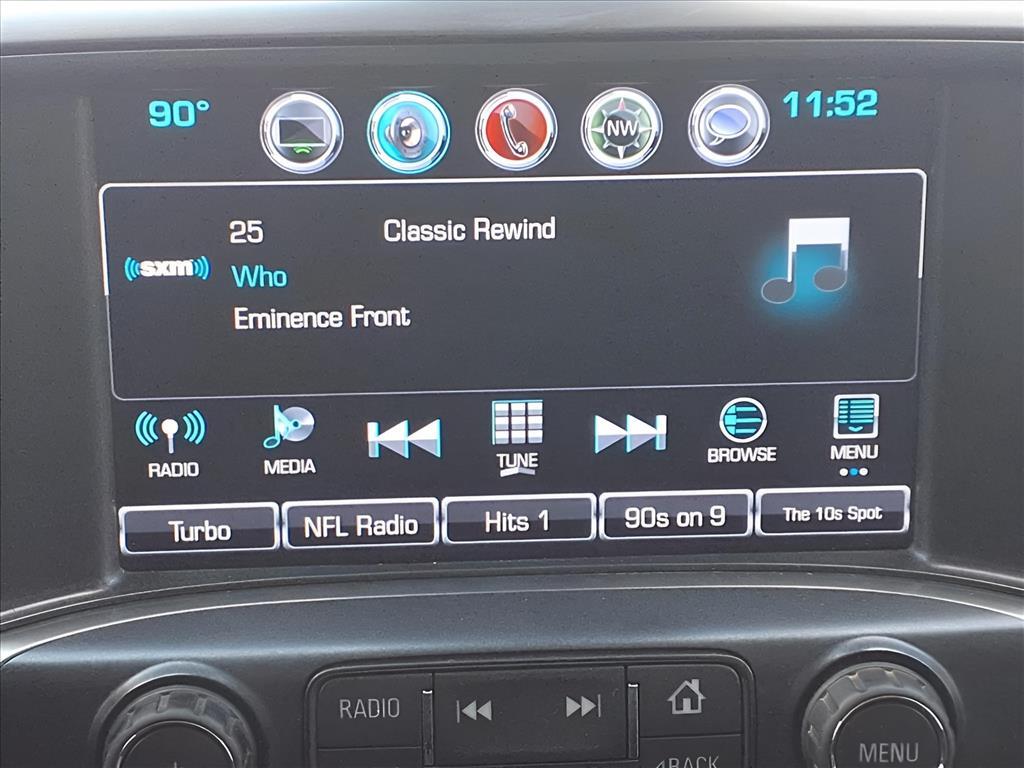 90°
NW
11:52
25
Classic Rewind
sxm
Who
Eminence Front
RADIO
MEDIA
TUNE
BROWSE
MENU
Turbo
NFL Radio
Hits 1
90s on 9
The 10s Spot
RADIO
BACK
MENU